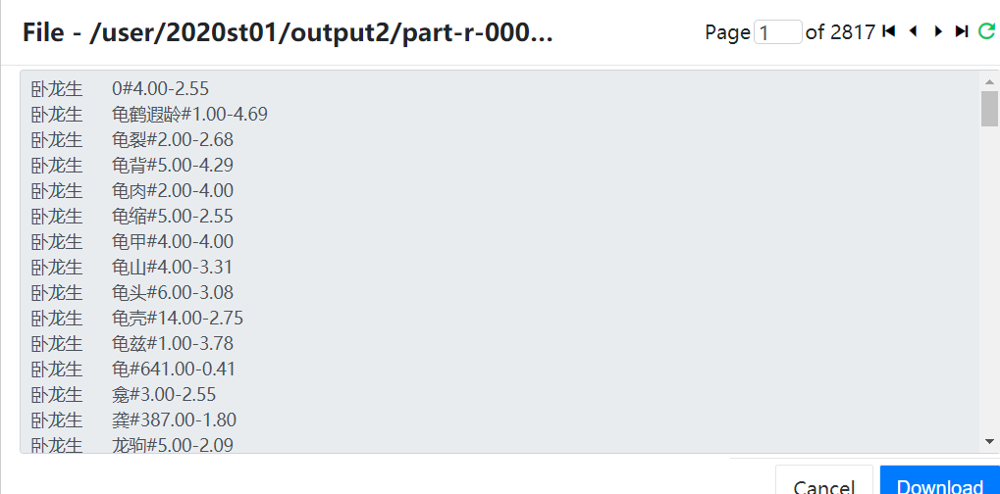 File - /user/2020st01/output2/part-r-000...
Page 1 of 2817
卧龙生 0#4.00-2.55
卧龙生 龟鹤遐龄#1.00-4.69
卧龙生 龟裂#2.00-2.68
卧龙生 龟背#5.00-4.29
卧龙生 龟肉#2.00-4.00
卧龙生 龟缩#5.00-2.55
卧龙生 龟甲#4.00-4.00
卧龙生 龟山#4.00-3.31
卧龙生 龟头#6.00-3.08
卧龙生 龟壳#14.00-2.75
卧龙生 龟兹#1.00-3.78
卧龙生 龟#641.00-0.41
卧龙生 龛#3.00-2.55
卧龙生 龚#387.00-1.80
卧龙生 龙驹#5.00-2.09
Cancel Download